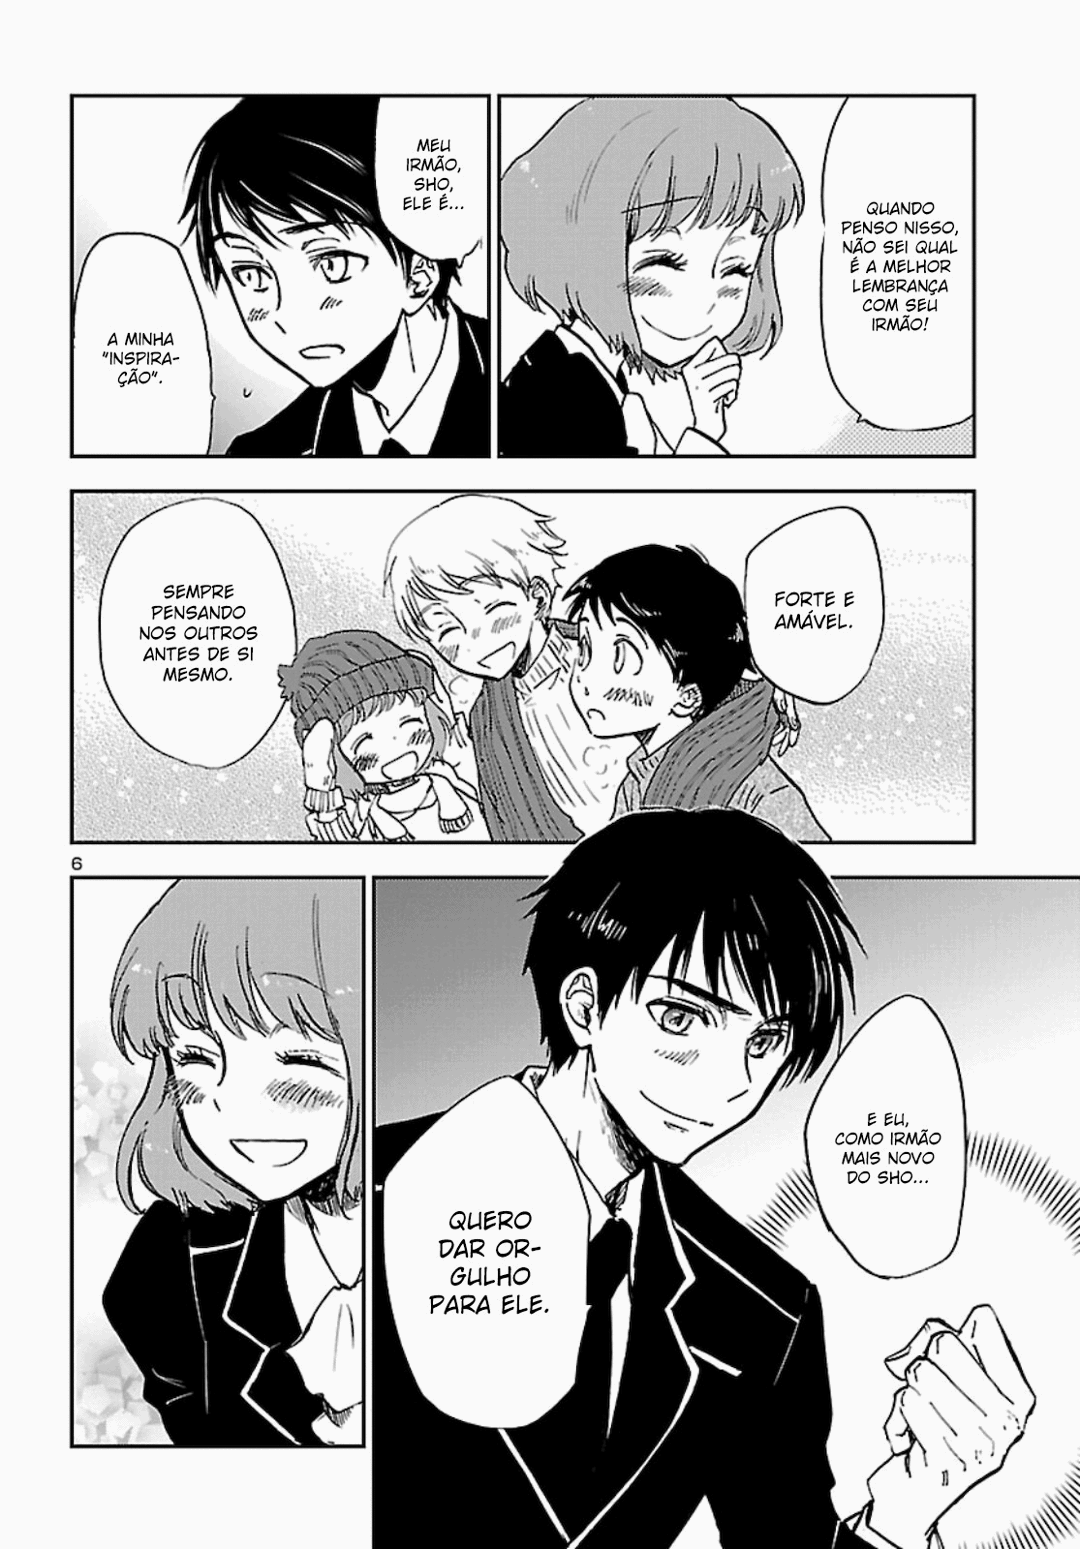 QUANDO
PENSO NISSO,
NÃO SEI QUAL
É A MELHOR
LEMBRANÇA
COM SEU
IRMÃO!
MEU
IRMÃO,
SHO,
ELE É...
A MINHA
"INSPIRA-
ÇÃO".
FORTE E
AMÁVEL.
SEMPRE
PENSANDO
NOS OUTROS
ANTES DE SI
MESMO.
6
E EU,
COMO IRMÃO
MAIS NOVO
DO SHO...
QUERO
DAR OR-
GULHO
PARA ELE.